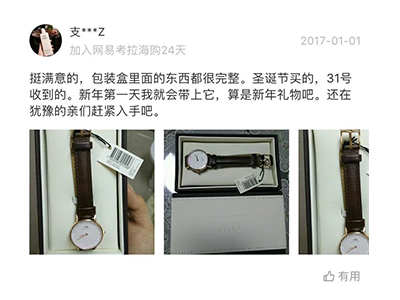 支***Z
2017-01-01
加入网易考拉海购24天
挺满意的，包装盒里面的东西都很完整。圣诞节买的，31号
收到的。新年第一天我就会带上它，算是新年礼物吧。还在
犹豫的亲们赶紧入手吧。
有用